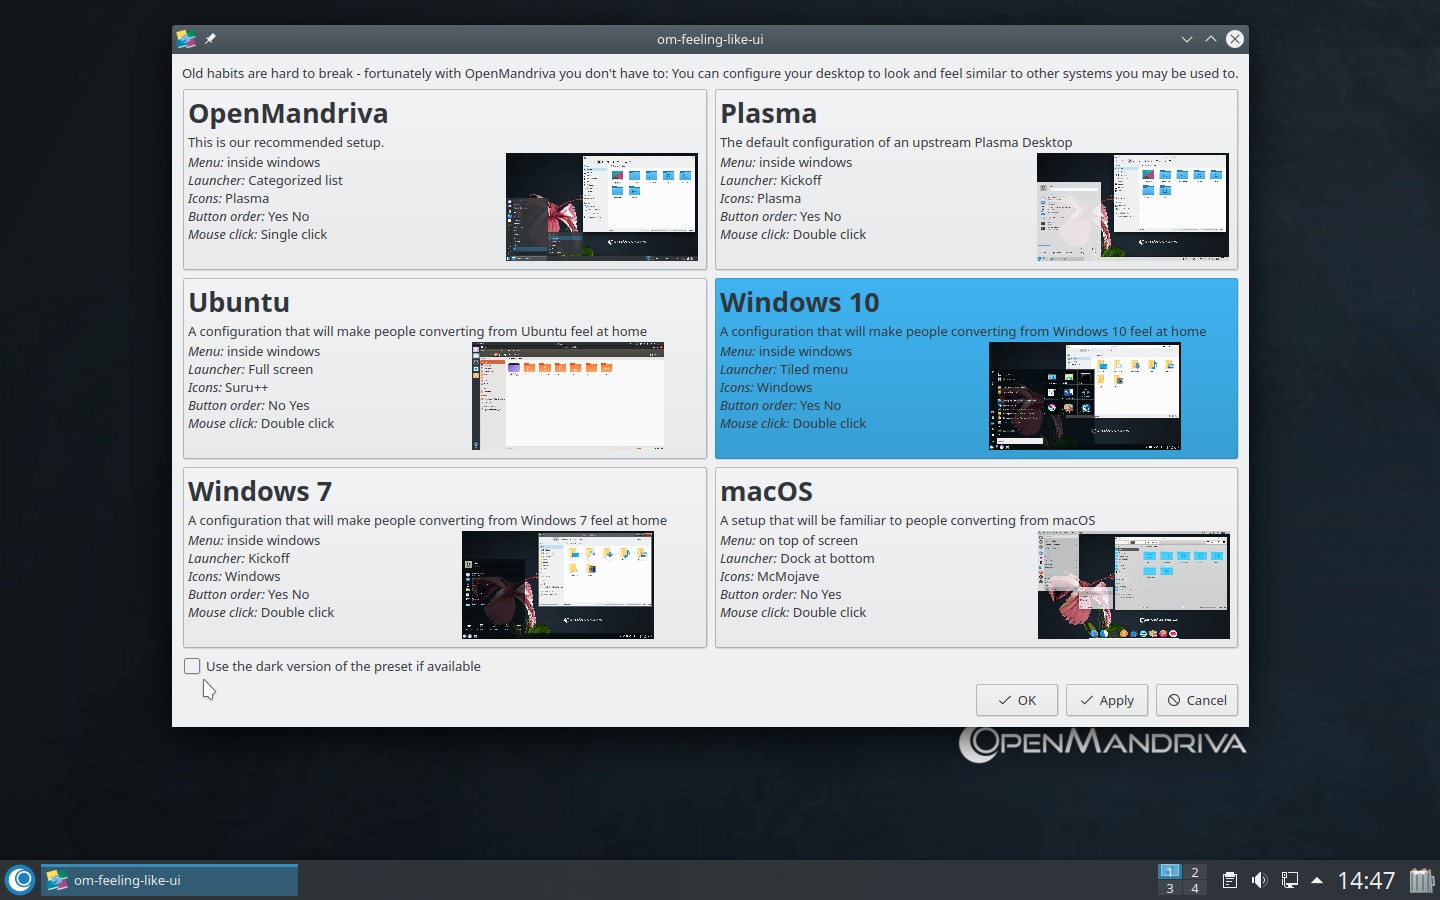 om-feeling-like-ui
Old habits are hard to break - fortunately with OpenMandriva you don't have to: You can configure your desktop to look and feel similar to other systems you may be used to.
OpenMandriva
This is our recommended setup.
Menu: inside windows
Launcher: Categorized list
Icons: Plasma
Button order: Yes No
Mouse click: Single click
Plasma
The default configuration of an upstream Plasma Desktop
Menu: inside windows
Launcher: Kickoff
Icons: Plasma
Button order: Yes No
Mouse click: Double click
Ubuntu
A configuration that will make people converting from Ubuntu feel at home
Menu: inside windows
Launcher: Full screen
Icons: Suru++
Button order: No Yes
Mouse click: Double click
Windows 10
A configuration that will make people converting from Windows 10 feel at home
Menu: inside windows
Launcher: Tiled menu
Icons: Windows
Button order: Yes No
Mouse click: Double click
Windows 7
A configuration that will make people converting from Windows 7 feel at home
Menu: inside windows
Launcher: Kickoff
Icons: Windows
Button order: Yes No
Mouse click: Double click
macOS
A setup that will be familiar to people converting from macOS
Menu: on top of screen
Launcher: Dock at bottom
Icons: McMojave
Button order: No Yes
Mouse click: Double click
Use the dark version of the preset if available
OK Apply Cancel
OPENMANDRIVA
om-feeling-like-ui
1 2
3 4
14:47